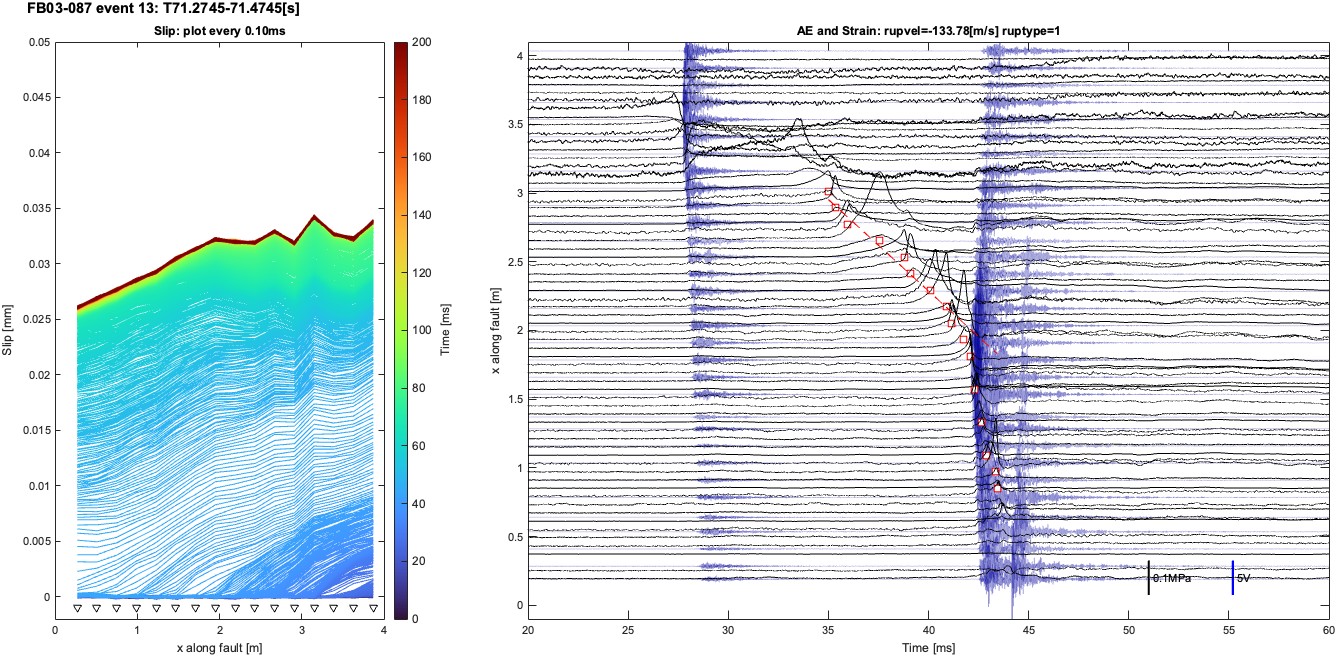 FB03-087 event 13: T71.2745-71.4745[s]
Slip: plot every 0.10ms
0.05
0.045
0.04
0.035
0.03
0.025
0.02
0.015
0.01
0.005
0
Slip [mm]
0 1 2 3 4
x along fault [m]
200
180
160
140
120
100
80
60
40
20
0
Time [ms]
AE and Strain: rupvel=-133.78[m/s] ruptype=1
4
3.5
3
2.5
2
1.5
1
0.5
0
x along fault [m]
0.1MPa 5V
20 25 30 35 40 45 50 55 60
Time [ms]